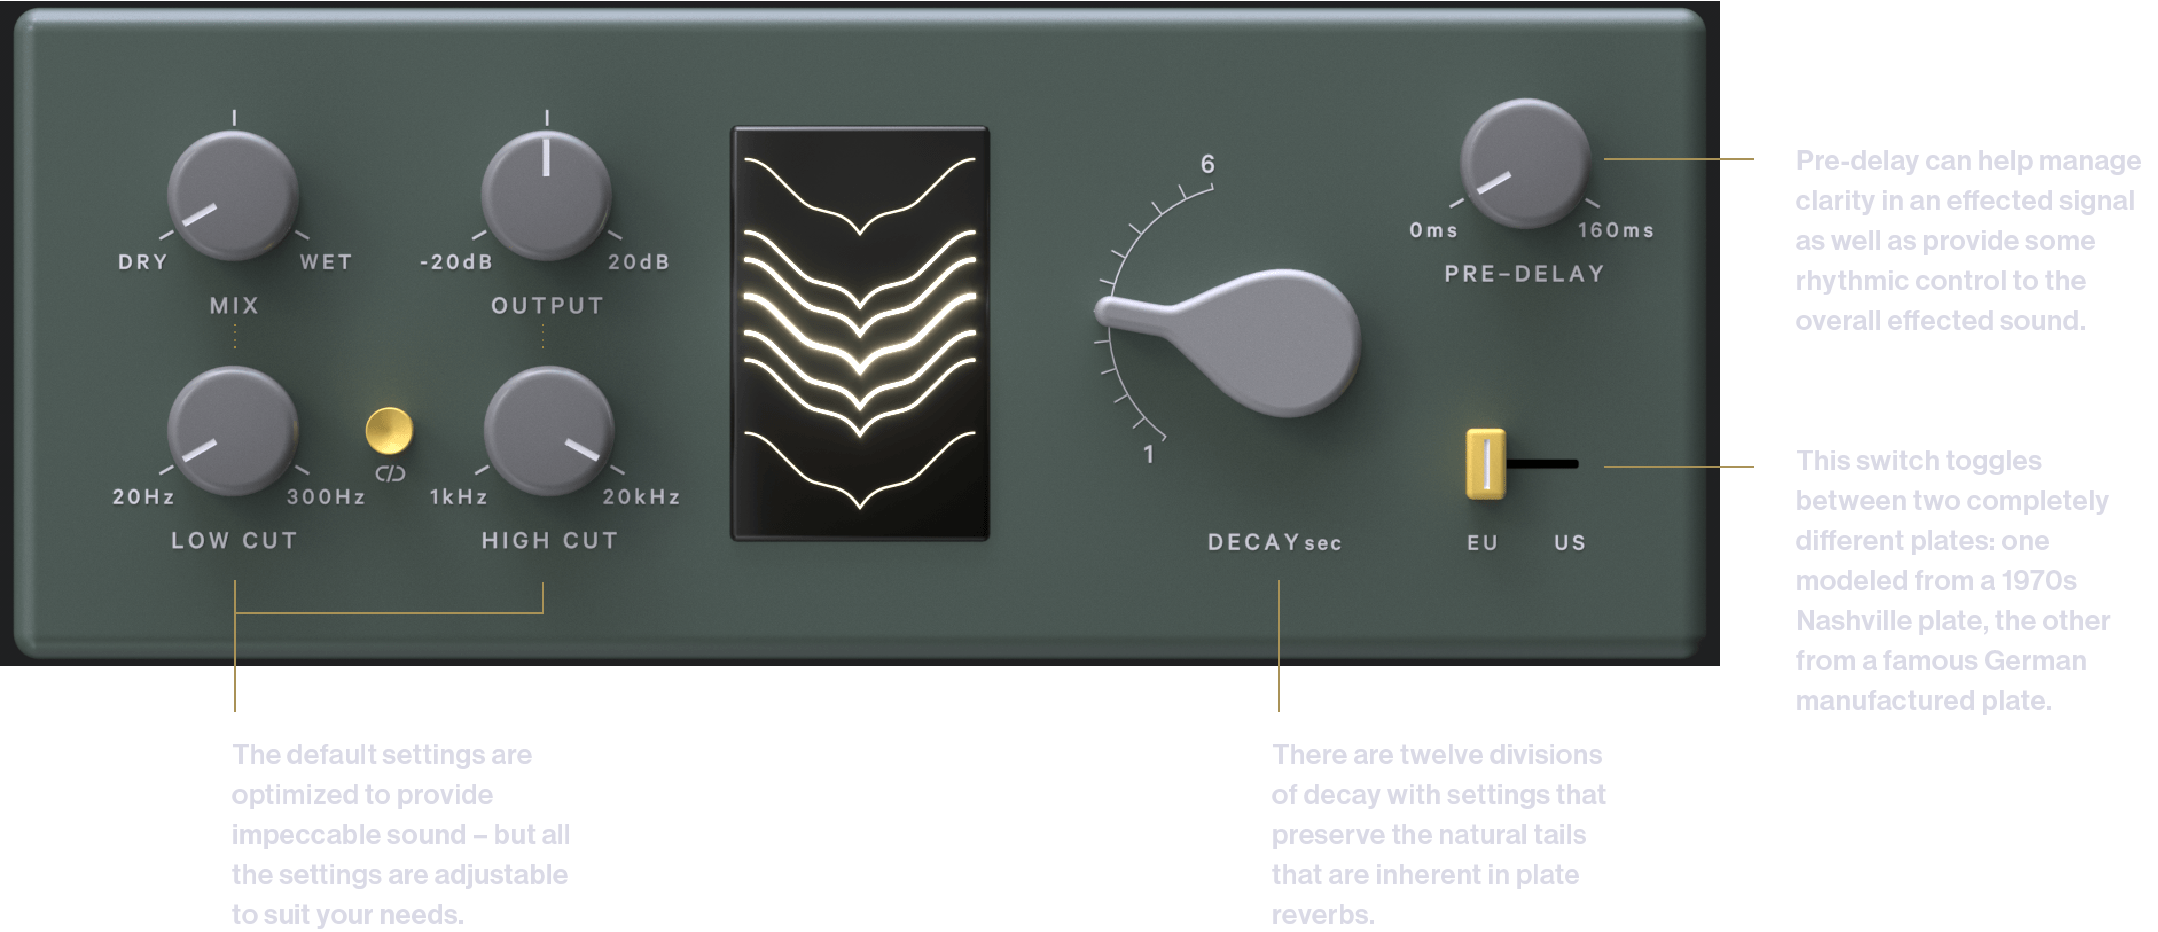 6
0ms
160ms
PRE-DELAY
DRY
WET
-20dB
20dB
MIX
OUTPUT
20Hz
300Hz
1kHz
20kHz
LOW CUT
HIGH CUT
1
DECAY sec
EU
US
Pre-delay can help manage
clarity in an effected signal
as well as provide some
rhythmic control to the
overall effected sound.
This switch toggles
between two completely
different plates: one
modeled from a 1970s
Nashville plate, the other
from a famous German
manufactured plate.
The default settings are
optimized to provide
impeccable sound – but all
the settings are adjustable
to suit your needs.
There are twelve divisions
of decay with settings that
preserve the natural tails
that are inherent in plate
reverbs.